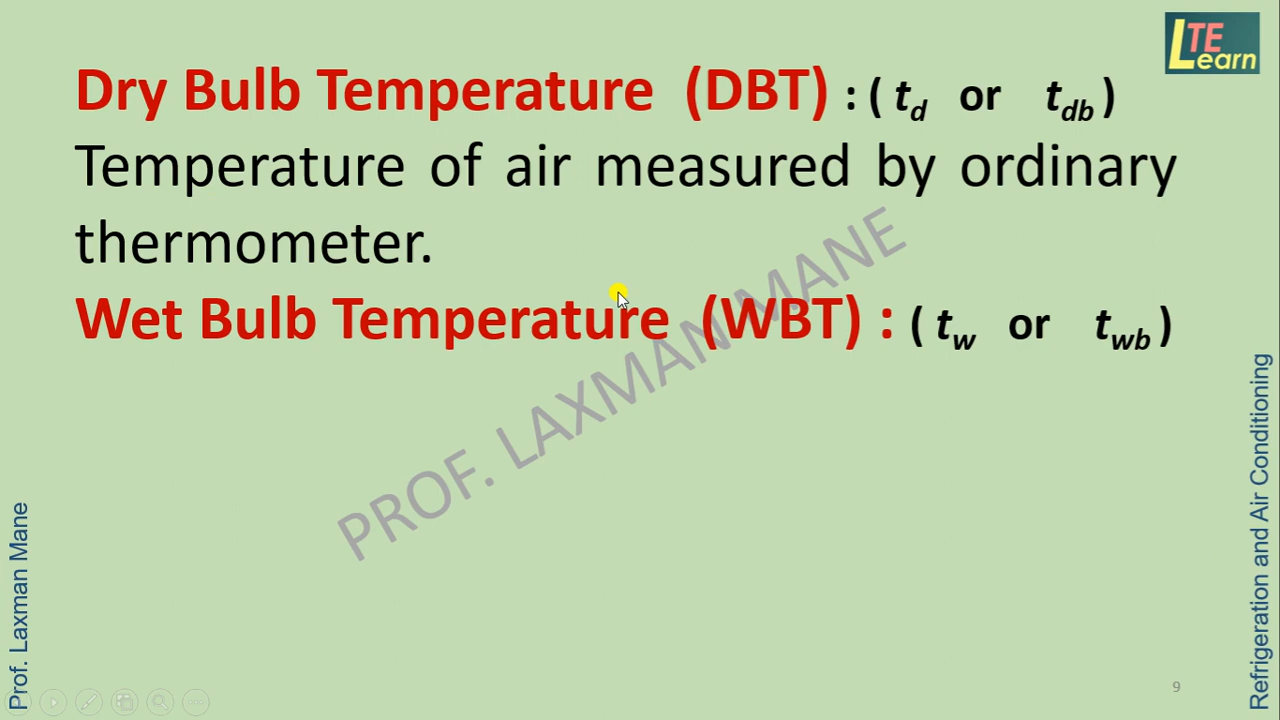 LTE Learn
Dry Bulb Temperature (DBT) : ( td or tdb )
Temperature of air measured by ordinary
thermometer.
Wet Bulb Temperature (WBT) : ( tw or twb )
PROF. LAXMAN MANE
Prof. Laxman Mane
Refrigeration and Air Conditioning
9